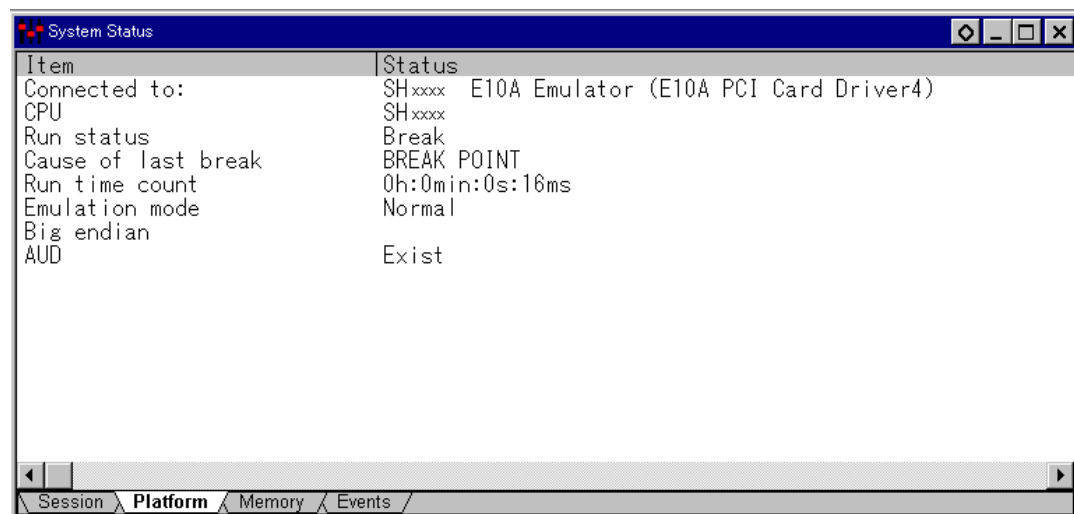 System Status
Item Status
Connected to: SHxxxx E10A Emulator (E10A PCI Card Driver4)
CPU SHxxxx
Run status Break
Cause of last break BREAK POINT
Run time count 0h:0min:0s:16ms
Emulation mode Normal
Big endian
AUD Exist
Session Platform Memory Events